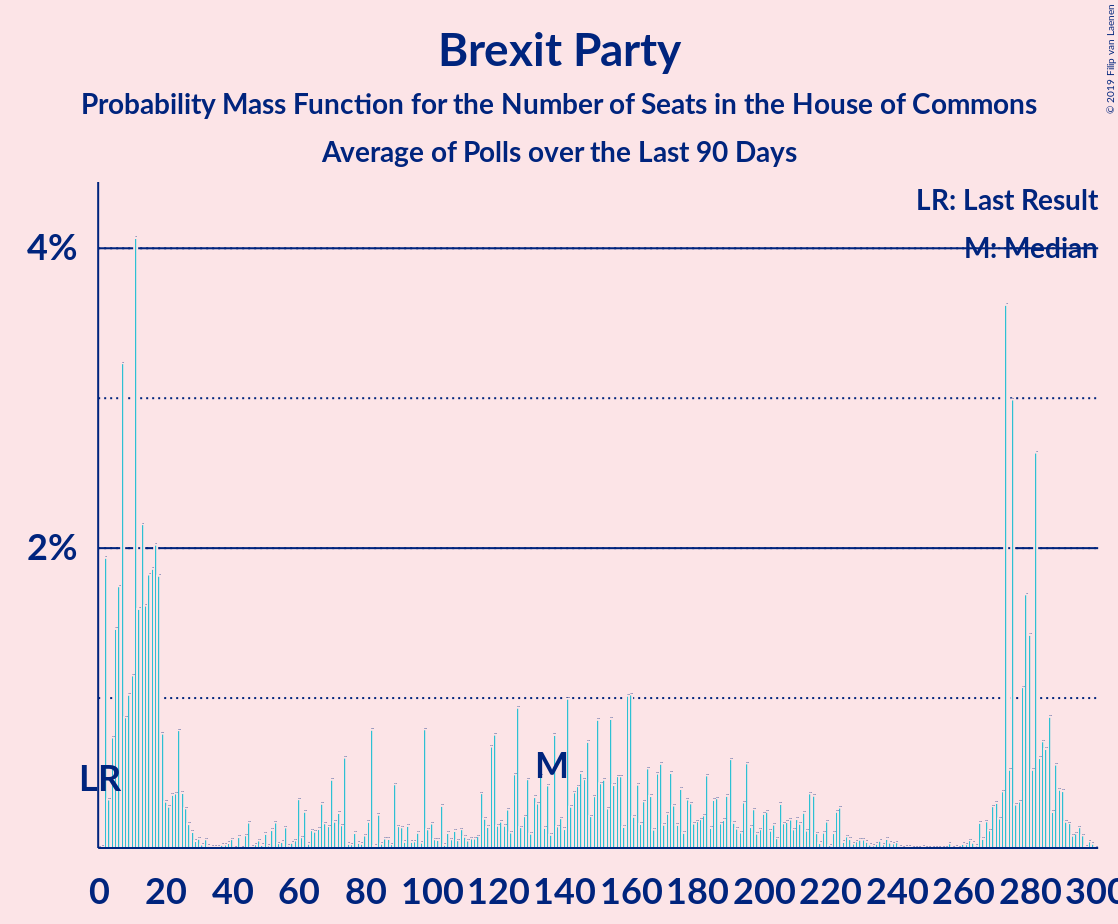 Brexit Party
Probability Mass Function for the Number of Seats in the House of Commons
Average of Polls over the Last 90 Days
© 2019 Filip van Laenen
LR: Last Result
M: Median
4%
2%
LR
M
0 20 40 60 80 100 120 140 160 180 200 220 240 260 280 300